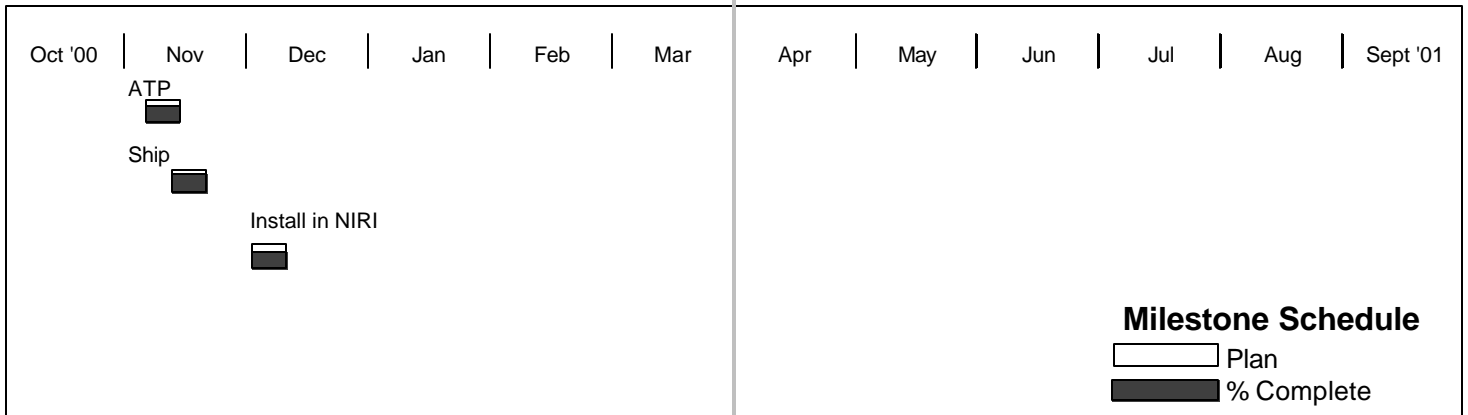 Oct '00 Nov Dec Jan Feb Mar Apr May Jun Jul Aug Sept '01
ATP
Ship
Install in NIRI
Milestone Schedule
Plan
% Complete